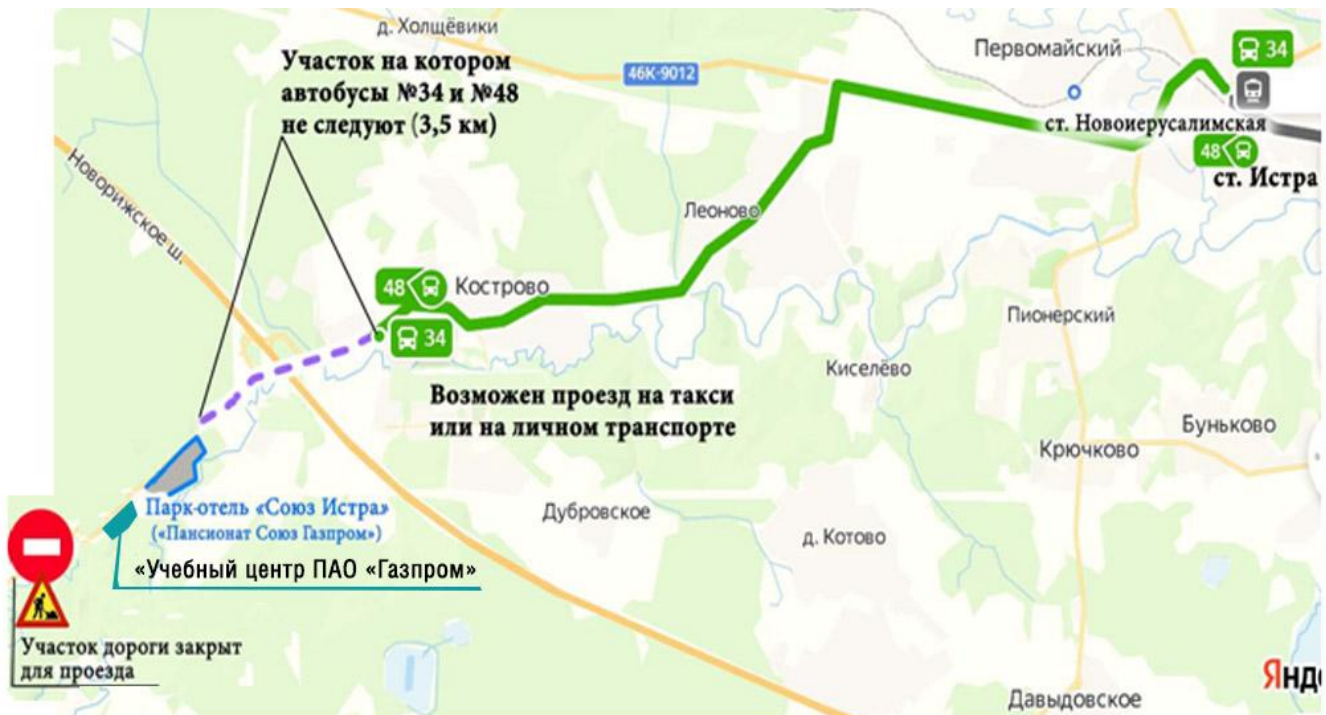 д. Холщёвики
Участок на котором
автобусы №34 и №48
не следуют (3,5 км)
46К-9012
Первомайский
34
ст. Новоиерусалимская
48
ст. Истра
Новорижское ш.
Леоново
48
Кострово
34
Пионерский
Киселёво
Возможен проезд на такси
или на личном транспорте
Буньково
Крючково
Парк-отель «Союз Истра»
(«Пансионат Союз Газпром»)
Дубровское
д. Котово
«Учебный центр ПАО «Газпром»
Участок дороги закрыт
для проезда
Яндe
Давыдовское